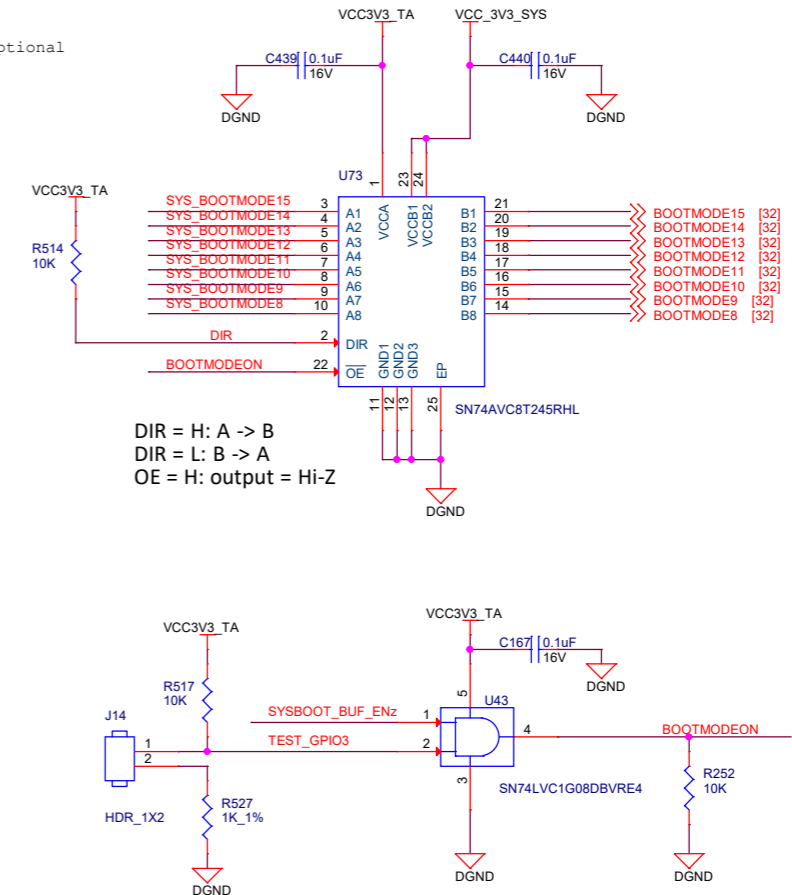 VCC3V3_TA
VCC_3V3_SYS
ptional
C439
0.1uF
16V
C440
0.1uF
16V
DGND
DGND
U73
1
23
24
VCC3V3_TA
R514
10K
SYS_BOOTMODE15
SYS_BOOTMODE14
SYS_BOOTMODE13
SYS_BOOTMODE12
SYS_BOOTMODE11
SYS_BOOTMODE10
SYS_BOOTMODE9
SYS_BOOTMODE8
3
4
5
6
7
8
9
10
A1
A2
A3
A4
A5
A6
A7
A8
VCCA
VCCB1
VCCB2
B1
B2
B3
B4
B5
B6
B7
B8
21
20
19
18
17
16
15
14
BOOTMODE15 [32]
BOOTMODE14 [32]
BOOTMODE13 [32]
BOOTMODE12 [32]
BOOTMODE11 [32]
BOOTMODE10 [32]
BOOTMODE9 [32]
BOOTMODE8 [32]
DIR
2
DIR
BOOTMODEON
22
OE
GND1
GND2
GND3
EP
11
12
13
25
SN74AVC8T245RHL
DIR = H: A -> B
DIR = L: B -> A
OE = H: output = Hi-Z
DGND
VCC3V3_TA
VCC3V3_TA
C167
0.1uF
16V
DGND
R517
10K
J14
1
2
HDR_1X2
SYSBOOT_BUF_ENz
TEST_GPIO3
1
2
5
U43
4
3
SN74LVC1G08DBVRE4
BOOTMODEON
R252
10K
R527
1K_1%
DGND
DGND
DGND